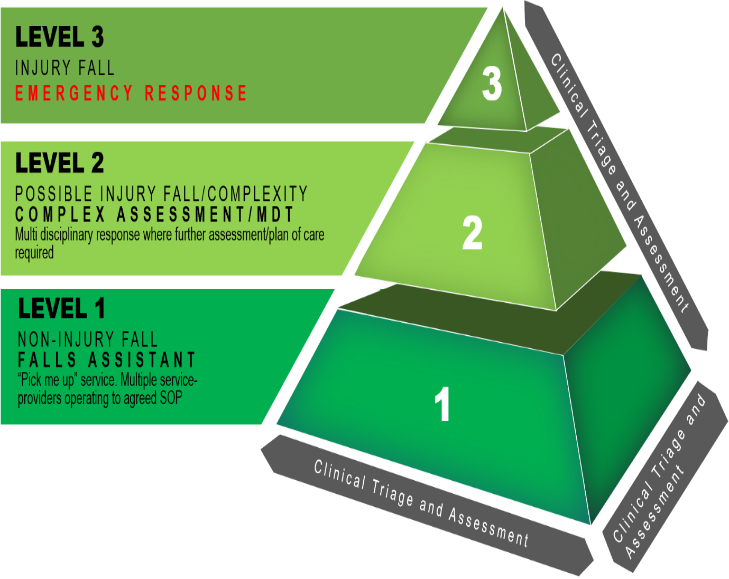 LEVEL 3
INJURY FALL
EMERGENCY RESPONSE
3
LEVEL 2
POSSIBLE INJURY FALL/COMPLEXITY
COMPLEX ASSESSMENT/MDT
Multi disciplinary response where further assessment/plan of care
required
2
LEVEL 1
NON-INJURY FALL
FALLS ASSISTANT
“Pick me up” service. Multiple service-
providers operating to agreed SOP
1
Clinical Triage and Assessment
Clinical Triage and Assessment
Clinical Triage and
Assessment